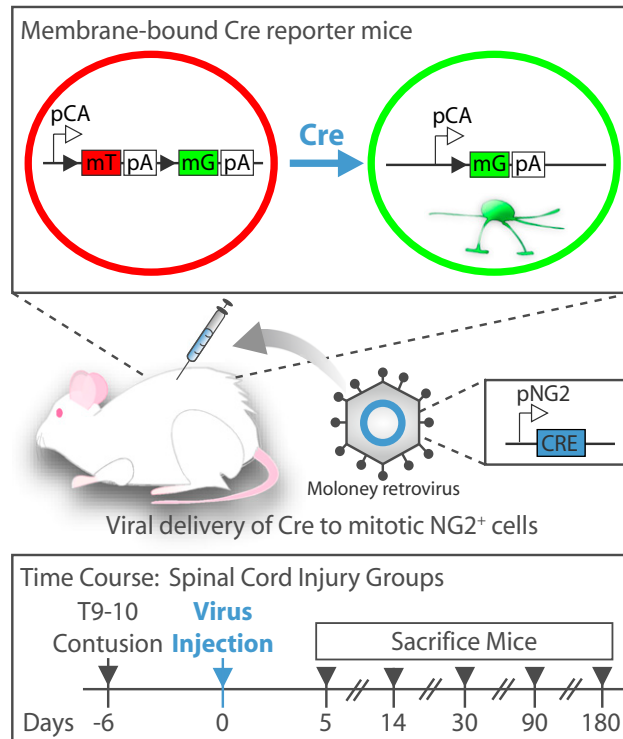 Membrane-bound Cre reporter mice
pCA
mT pA mG pA
Cre
pCA
mG pA
pNG2
CRE
Moloney retrovirus
Viral delivery of Cre to mitotic NG2⁺ cells
Time Course: Spinal Cord Injury Groups
T9-10 Contusion
Virus Injection
Sacrifice Mice
Days -6 0 5 14 30 90 180